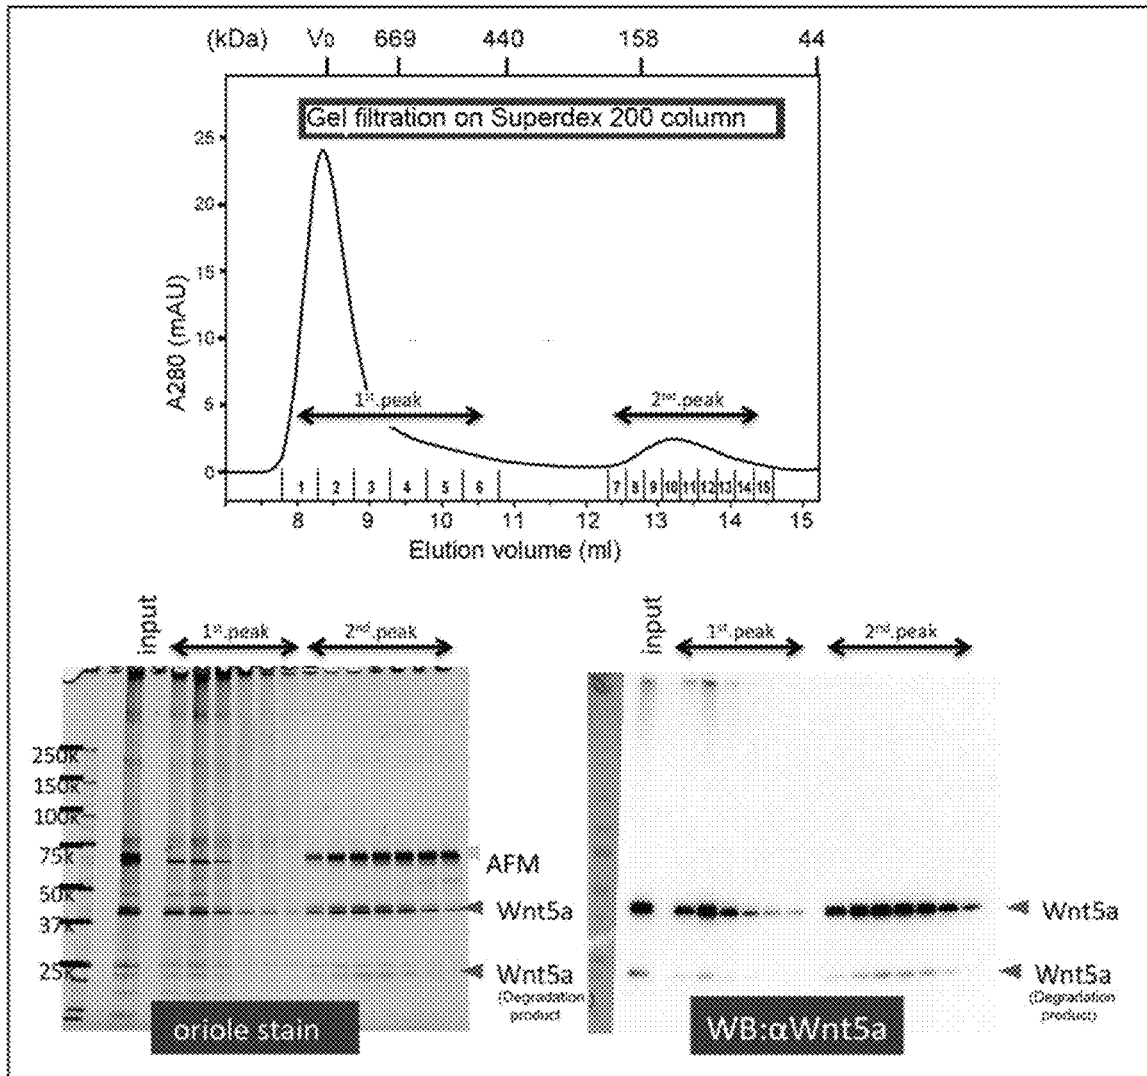 (kDa) V₀ 669 440 158 44
Gel filtration on Superdex 200 column
25
20
15
10
5
0
A280 (mAU)
1st.peak 2nd.peak
1 2 3 4 5 6 7 8 9 10 11 12 13 14 15
8 9 10 11 12 13 14 15
Elution volume (ml)
input 1st.peak 2nd.peak
250k
150k
100k
75k
50k
37k
25k
AFM
Wnt5a
Wnt5a
(Degradation
product
oriole stain
input 1st.peak 2nd.peak
Wnt5a
Wnt5a
(Degradation
product)
WB:αWnt5a